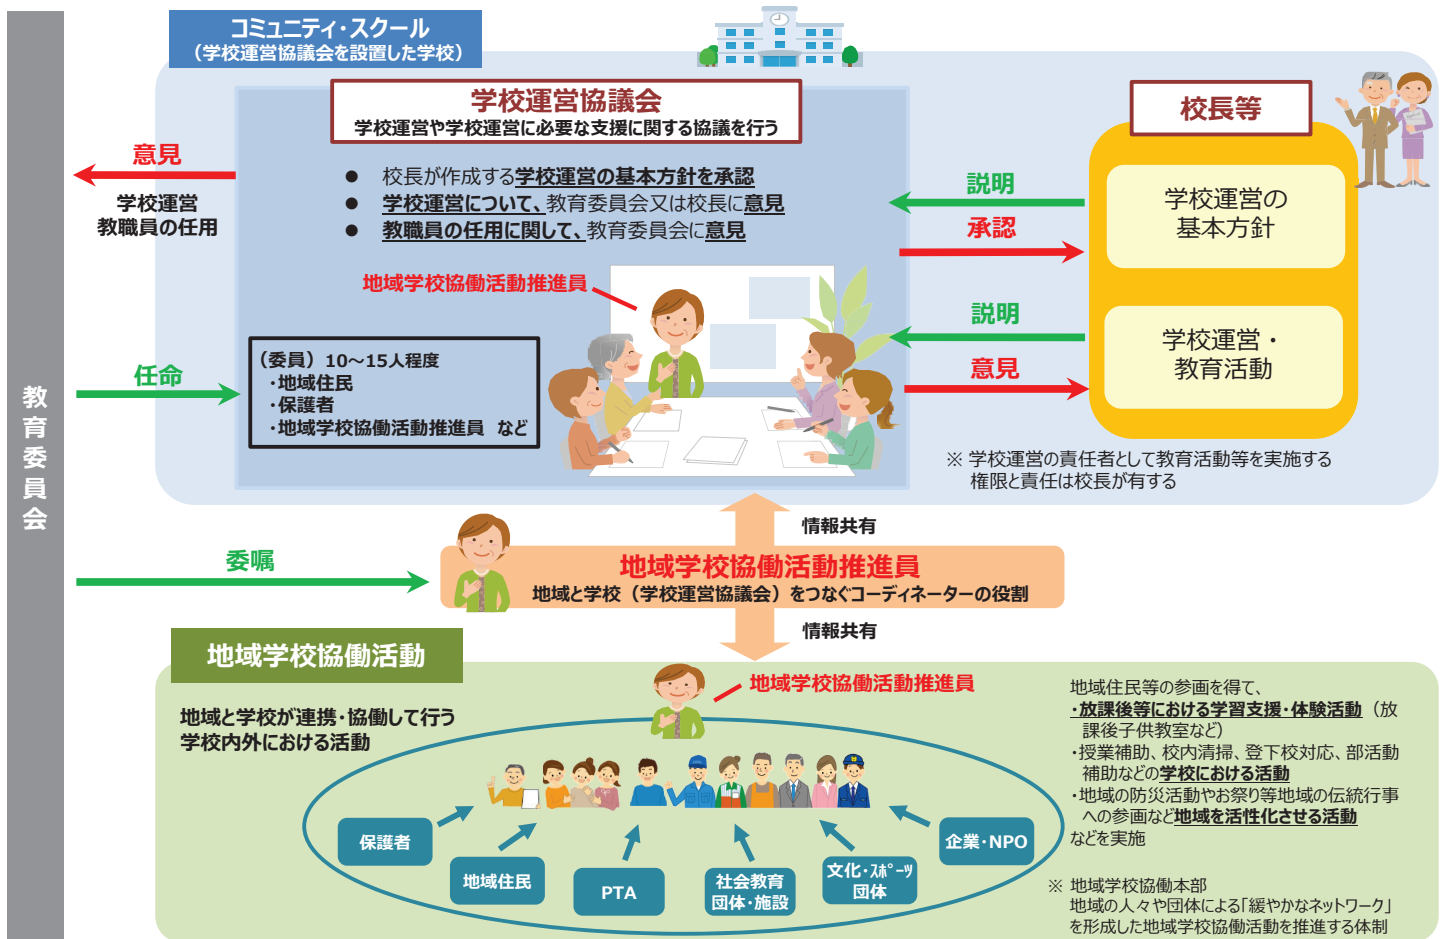 コミュニティ・スクール
（学校運営協議会を設置した学校）
学校運営協議会
学校運営や学校運営に必要な支援に関する協議を行う
● 校長が作成する学校運営の基本方針を承認
● 学校運営について、教育委員会又は校長に意見
● 教職員の任用に関して、教育委員会に意見
地域学校協働活動推進員
（委員）10～15人程度
・地域住民
・保護者
・地域学校協働活動推進員 など
意見
学校運営
教職員の任用
任命
教育委員会
説明
承認
説明
意見
校長等
学校運営の
基本方針
学校運営・
教育活動
※ 学校運営の責任者として教育活動等を実施する
権限と責任は校長が有する
情報共有
委嘱
地域学校協働活動推進員
地域と学校（学校運営協議会）をつなぐコーディネーターの役割
情報共有
地域学校協働活動
地域と学校が連携・協働して行う
学校内外における活動
地域学校協働活動推進員
保護者
地域住民
PTA
社会教育
団体・施設
文化・ｽﾎﾟｰﾂ
団体
企業・NPO
地域住民等の参画を得て、
・放課後等における学習支援・体験活動（放
課後子供教室など）
・授業補助、校内清掃、登下校対応、部活動
補助などの学校における活動
・地域の防災活動やお祭り等地域の伝統行事
への参画など地域を活性化させる活動
などを実施
※ 地域学校協働本部
地域の人々や団体による「緩やかなネットワーク」
を形成した地域学校協働活動を推進する体制